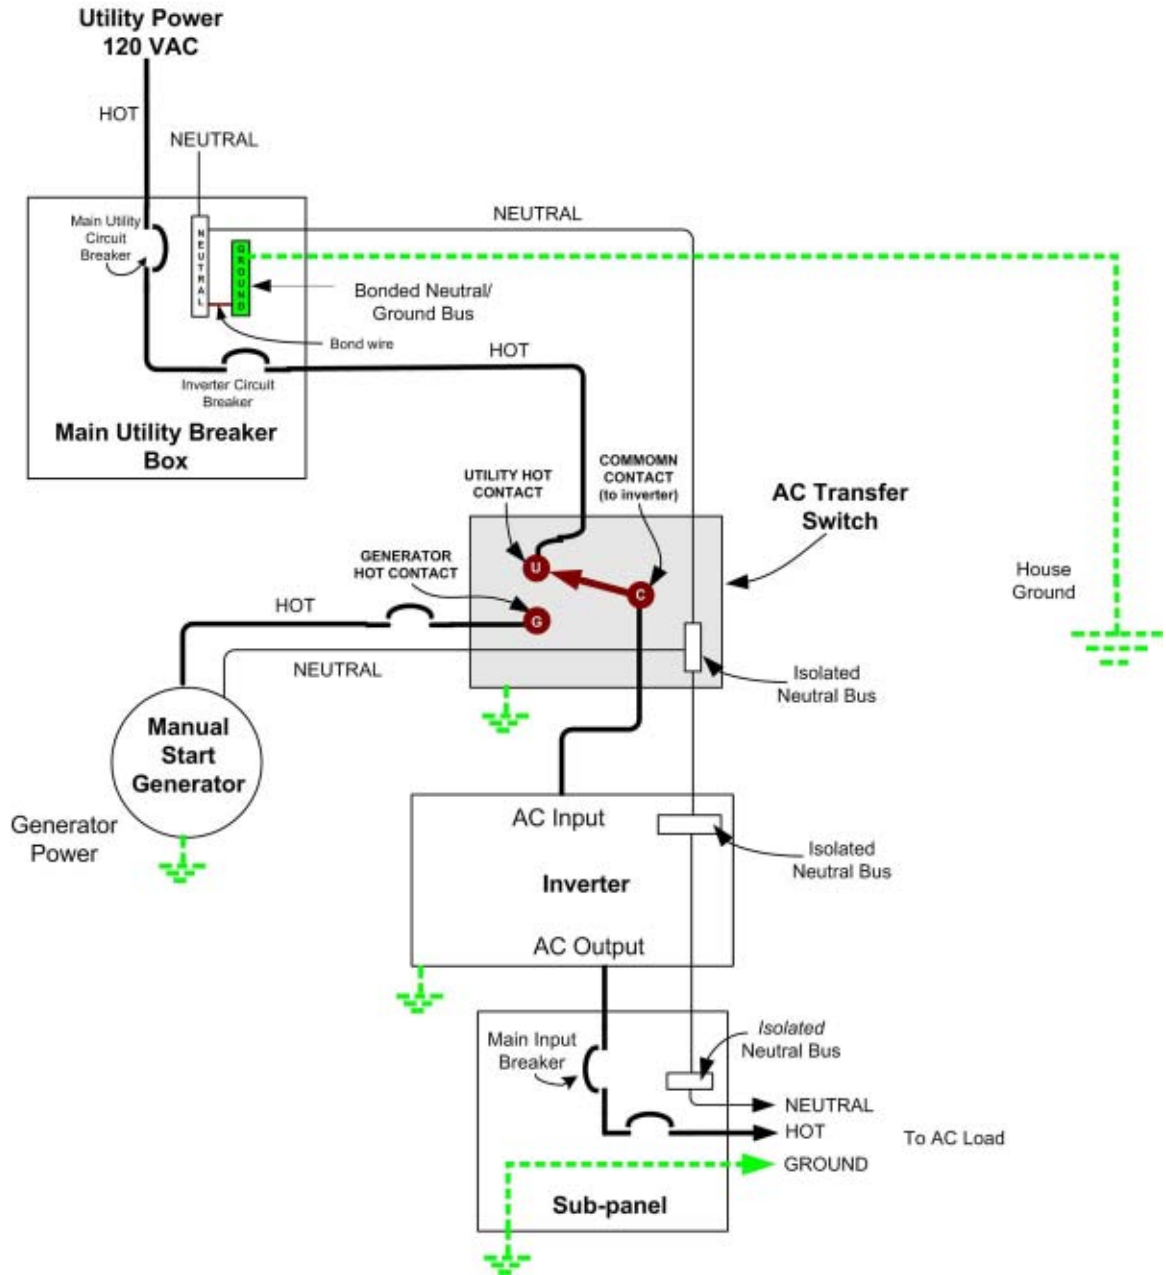 Utility Power
120 VAC
HOT
NEUTRAL
Main Utility
Circuit
Breaker
NEUTRAL
GROUND
NEUTRAL
Bonded Neutral/
Ground Bus
Bond wire
HOT
Inverter Circuit
Breaker
Main Utility Breaker
Box
UTILITY HOT
CONTACT
COMMOMN
CONTACT
(to inverter)
AC Transfer
Switch
GENERATOR
HOT CONTACT
U
C
G
House
Ground
HOT
NEUTRAL
Isolated
Neutral Bus
Manual
Start
Generator
Generator
Power
AC Input
Isolated
Neutral Bus
Inverter
AC Output
Main Input
Breaker
Isolated
Neutral Bus
NEUTRAL
HOT
To AC Load
GROUND
Sub-panel